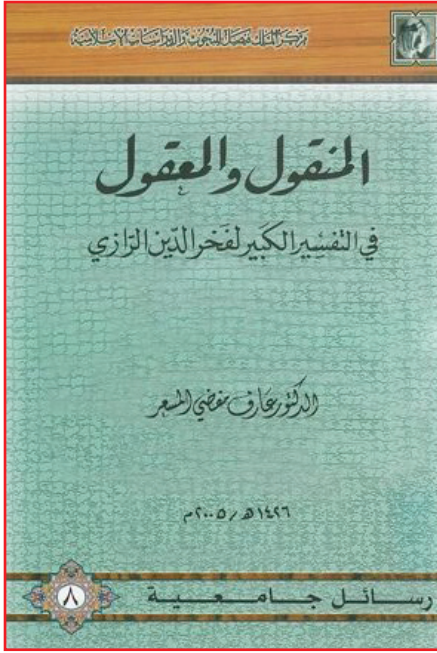 مركز الملك فيصل للبحوث والدراسات الإسلامية
المنقول والمعقول
في التفسير الكبير لفخر الدين الرازي
الدكتور عارف مفضي المسعر
١٤٢٦هـ / ٢٠٠٥م
رسائل جامعية
٨